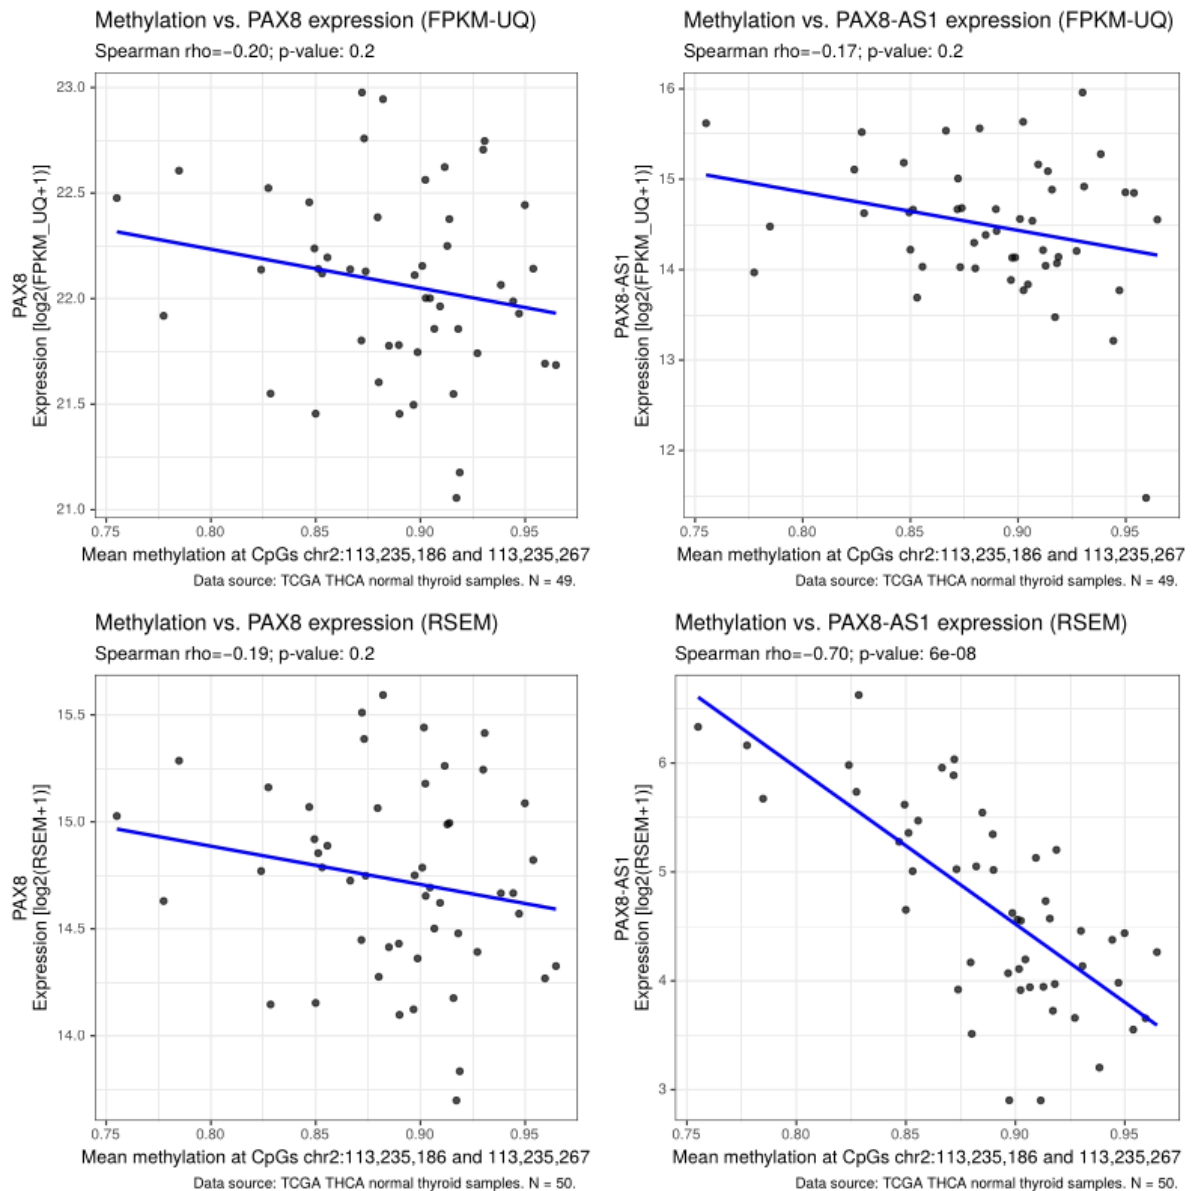 Methylation vs. PAX8 expression (FPKM-UQ)
Spearman rho=−0.20; p-value: 0.2
PAX8
Expression [log2(FPKM_UQ+1)]
23.0
22.5
22.0
21.5
21.0
0.75 0.80 0.85 0.90 0.95
Mean methylation at CpGs chr2:113,235,186 and 113,235,267
Data source: TCGA THCA normal thyroid samples. N = 49.
Methylation vs. PAX8-AS1 expression (FPKM-UQ)
Spearman rho=−0.17; p-value: 0.2
PAX8-AS1
Expression [log2(FPKM_UQ+1)]
16
15
14
13
12
0.75 0.80 0.85 0.90 0.95
Mean methylation at CpGs chr2:113,235,186 and 113,235,267
Data source: TCGA THCA normal thyroid samples. N = 49.
Methylation vs. PAX8 expression (RSEM)
Spearman rho=−0.19; p-value: 0.2
PAX8
Expression [log2(RSEM+1)]
15.5
15.0
14.5
14.0
0.75 0.80 0.85 0.90 0.95
Mean methylation at CpGs chr2:113,235,186 and 113,235,267
Data source: TCGA THCA normal thyroid samples. N = 50.
Methylation vs. PAX8-AS1 expression (RSEM)
Spearman rho=−0.70; p-value: 6e-08
PAX8-AS1
Expression [log2(RSEM+1)]
6
5
4
3
0.75 0.80 0.85 0.90 0.95
Mean methylation at CpGs chr2:113,235,186 and 113,235,267
Data source: TCGA THCA normal thyroid samples. N = 50.